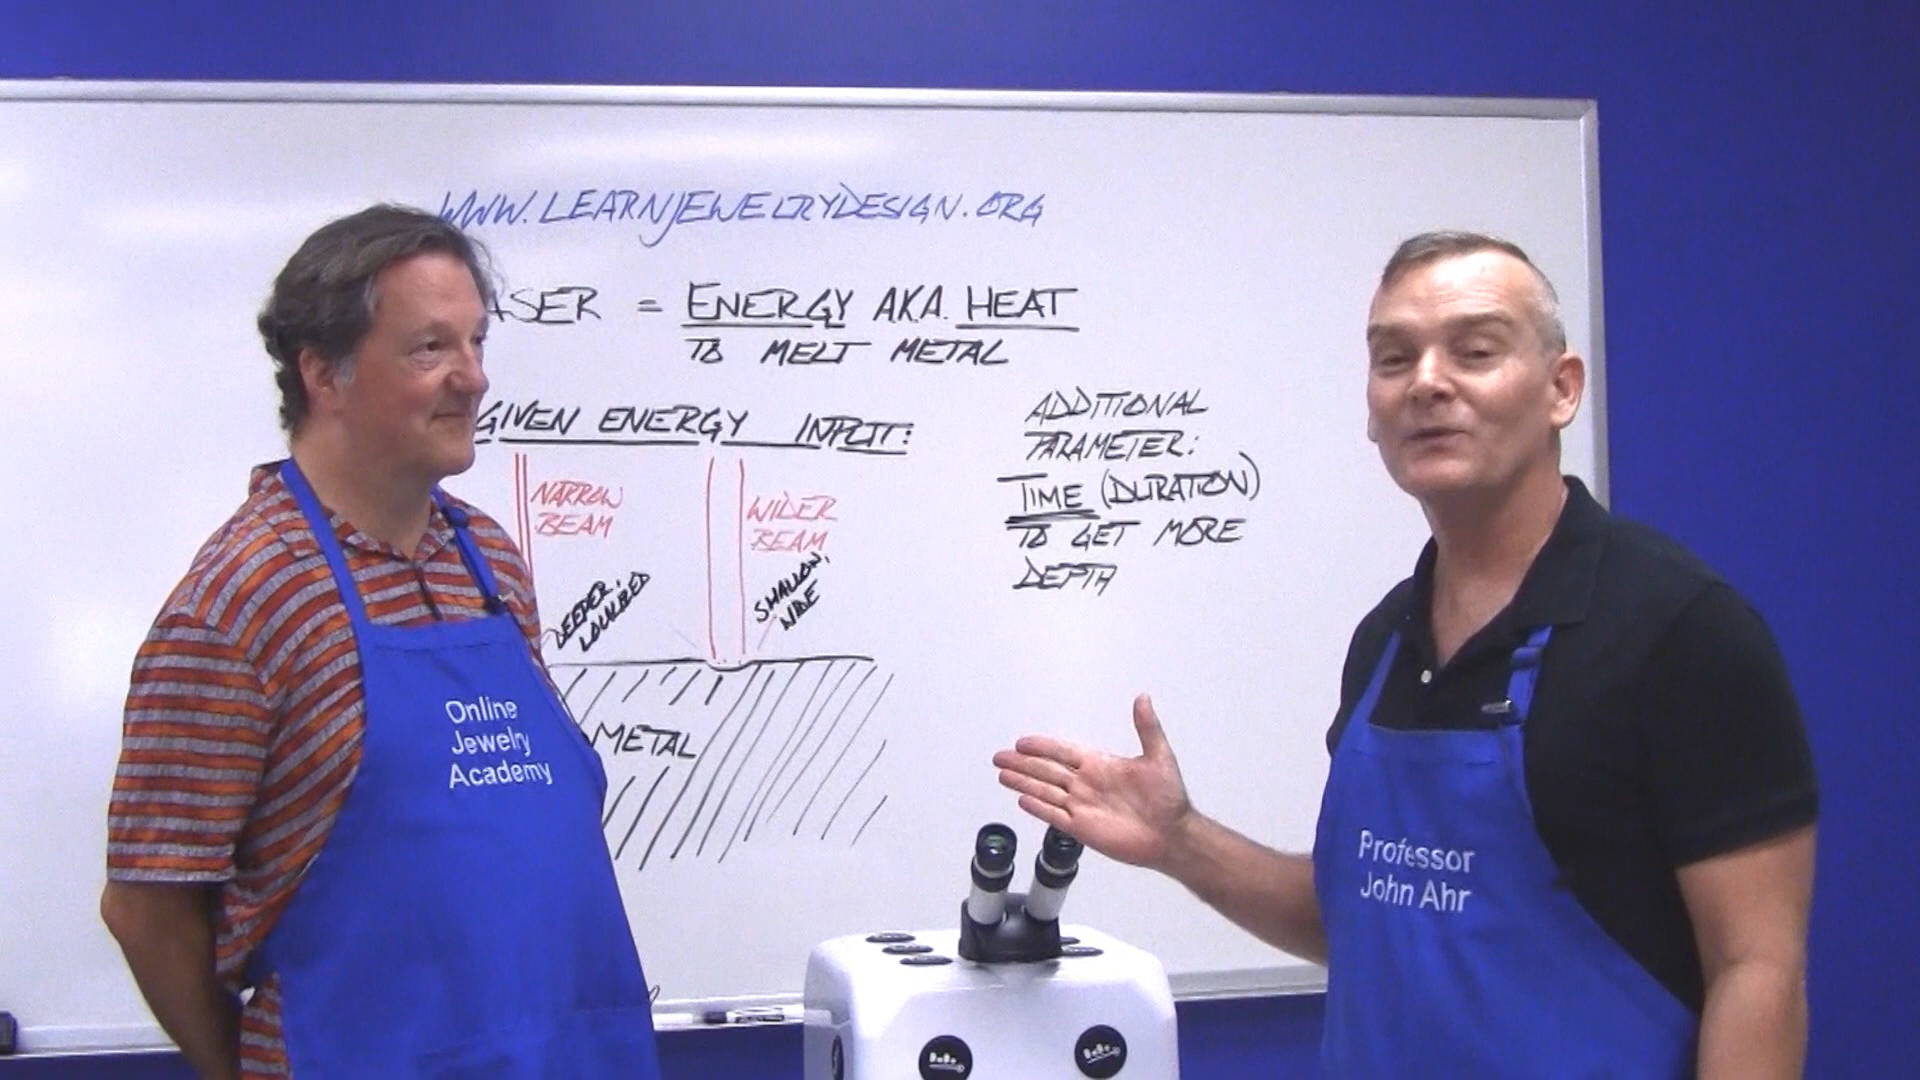 WWW.LEARNJEWELRYDESIGN.ORG
ASER = ENERGY AKA HEAT
TO MELT METAL
GIVEN ENERGY INPUT:
NARROW
BEAM
DEEPER,
LOCALIZED
WIDER
BEAM
SHALLOW,
WIDE
METAL
ADDITIONAL
PARAMETER:
TIME (DURATION)
TO GET MORE
DEPTH
Online
Jewelry
Academy
Professor
John Ahr